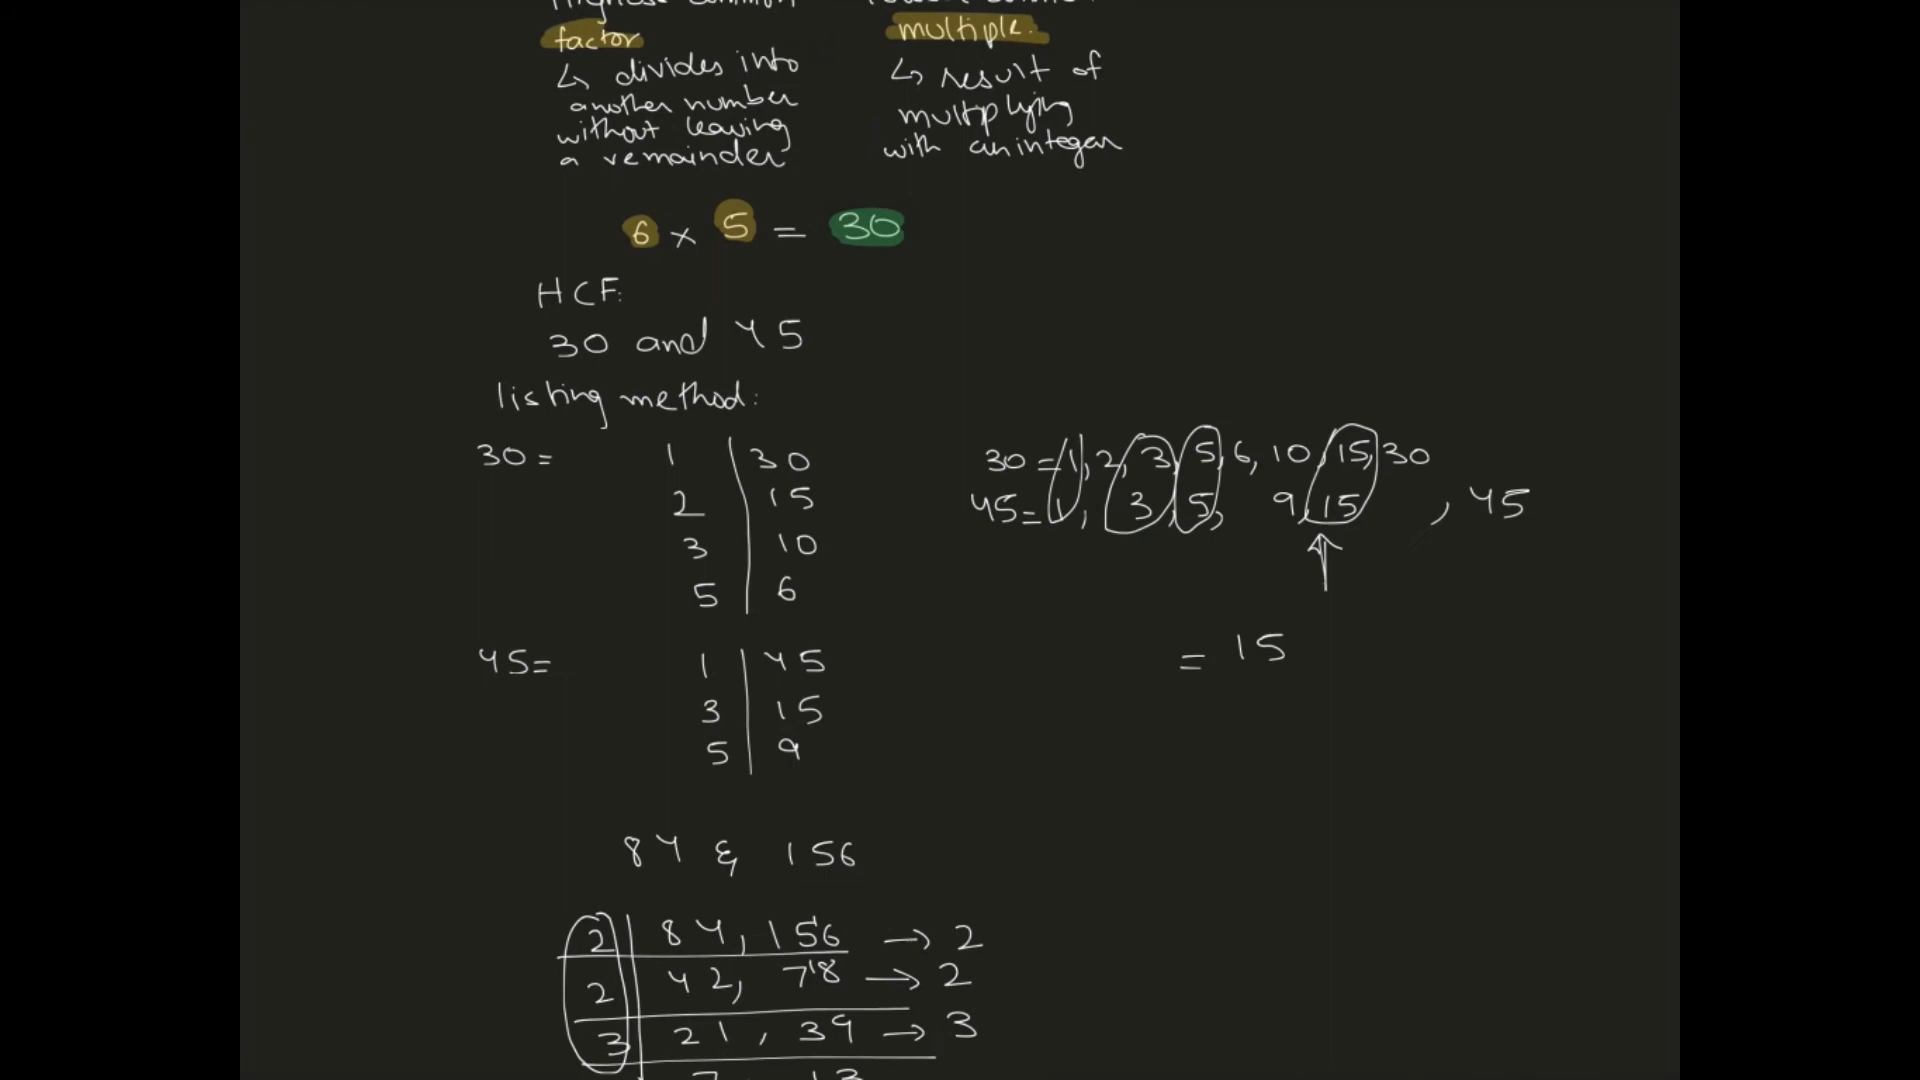 factor
multiple.
↳ divides into
another number
without leaving
a remainder
↳ result of
multiplying
with an integer
6 × 5 = 30
HCF:
30 and 45
listing method:
30 = 1 | 30
2 | 15
3 | 10
5 | 6
30 = 1, 2, 3, 5, 6, 10, 15, 30
45 = 1, 3, 5, 9, 15, 45
= 15
45 = 1 | 45
3 | 15
5 | 9
84 & 156
2 | 84, 156 → 2
2 | 42, 78 → 2
3 | 21, 39 → 3